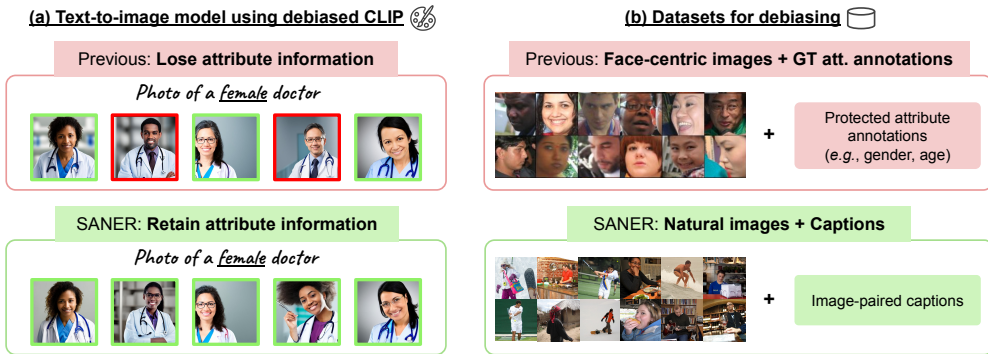 (a) Text-to-image model using debiased CLIP
Previous: Lose attribute information
Photo of a female doctor
SANER: Retain attribute information
Photo of a female doctor
(b) Datasets for debiasing
Previous: Face-centric images + GT att. annotations
+
Protected attribute
annotations
(e.g., gender, age)
SANER: Natural images + Captions
+
Image-paired captions